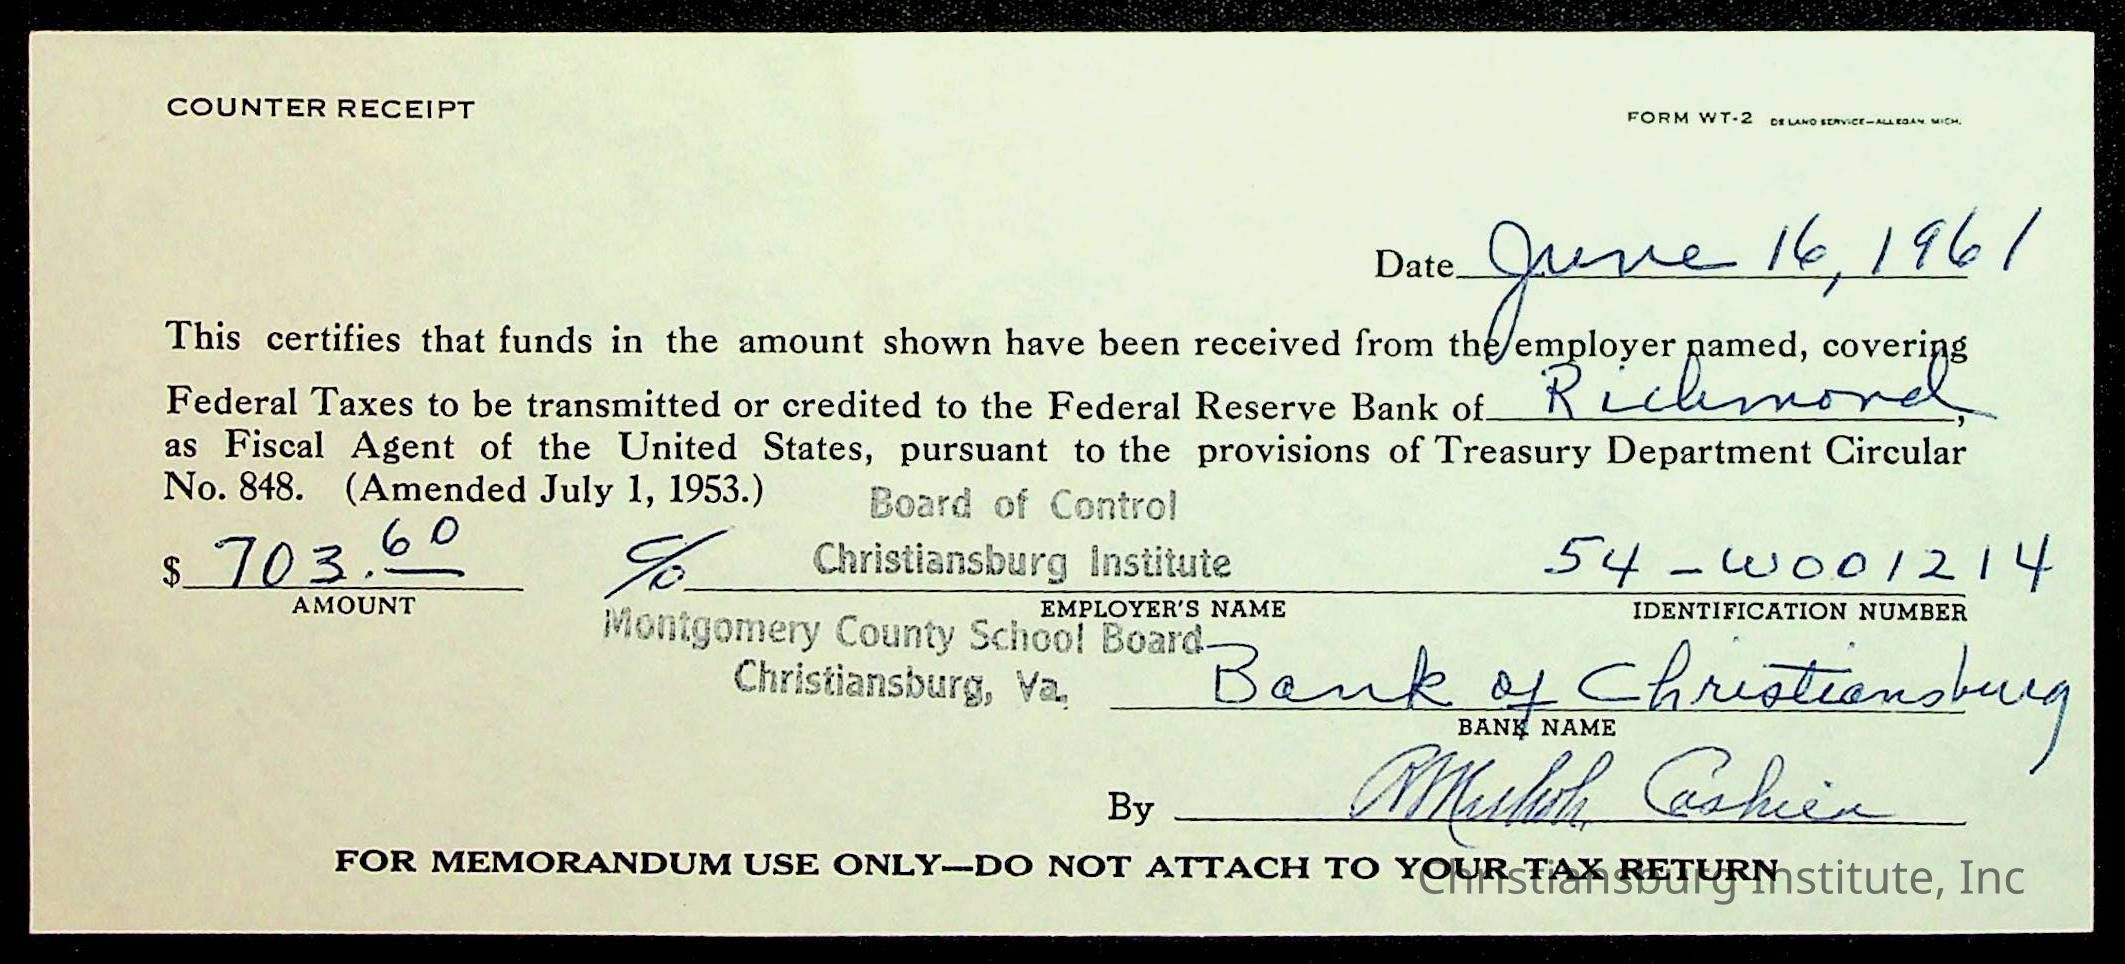 COUNTER RECEIPT
FORM WT-2 DE LAND SERVICE—ALLEGAN, MICH.
Date June 16, 1961
This certifies that funds in the amount shown have been received from the employer named, covering
Federal Taxes to be transmitted or credited to the Federal Reserve Bank of Richmond,
as Fiscal Agent of the United States, pursuant to the provisions of Treasury Department Circular
No. 848. (Amended July 1, 1953.)
Board of Control
$ 703.60 c/o Christiansburg Institute 54-W001214
AMOUNT EMPLOYER'S NAME IDENTIFICATION NUMBER
Montgomery County School Board
Christiansburg, Va. Bank of Christiansburg
BANK NAME
By Cashier
FOR MEMORANDUM USE ONLY—DO NOT ATTACH TO YOUR TAX RETURN
Christiansburg Institute, Inc